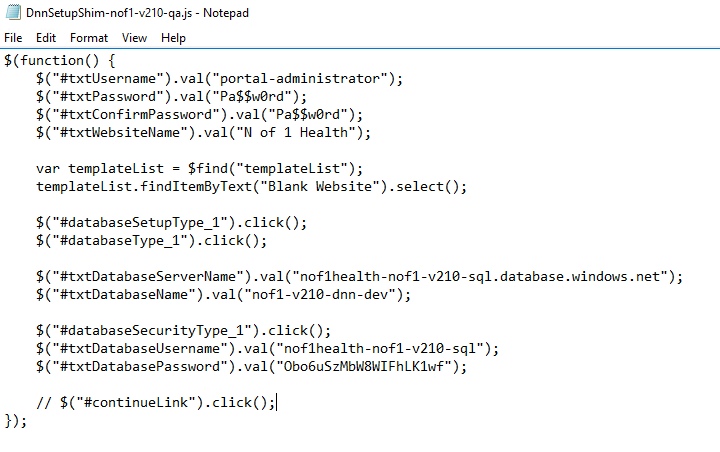 DnnSetupShim-nof1-v210-qa.js - Notepad
File Edit Format View Help
$(function() {
    $("#txtUsername").val("portal-administrator");
    $("#txtPassword").val("Pa$$w0rd");
    $("#txtConfirmPassword").val("Pa$$w0rd");
    $("#txtWebsiteName").val("N of 1 Health");

    var templateList = $find("templateList");
    templateList.findItemByText("Blank Website").select();

    $("#databaseSetupType_1").click();
    $("#databaseType_1").click();

    $("#txtDatabaseServerName").val("nof1health-nof1-v210-sql.database.windows.net");
    $("#txtDatabaseName").val("nof1-v210-dnn-dev");

    $("#databaseSecurityType_1").click();
    $("#txtDatabaseUsername").val("nof1health-nof1-v210-sql");
    $("#txtDatabasePassword").val("Obo6uSzMbW8WIFhLK1wf");

    // $("#continueLink").click();
});